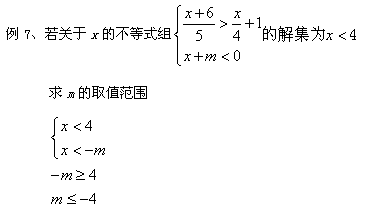 例 7、若关于 x 的不等式组 { (x+6)/5 > x/4 + 1, x+m<0 的解集为 x<4
求 m 的取值范围
{ x<4
x<-m
-m≥4
m≤-4